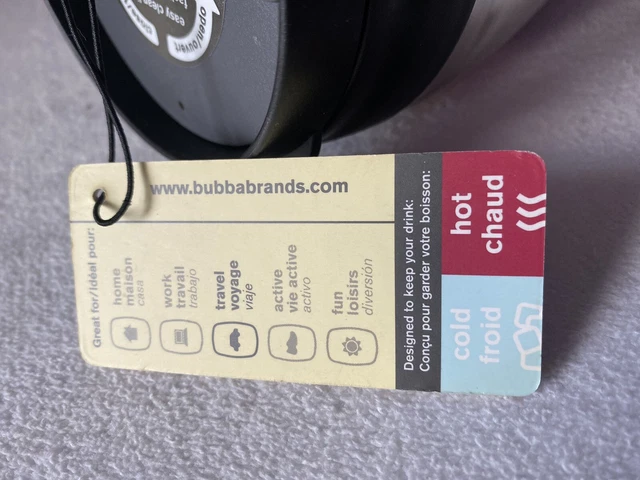 open/ouvert
easy clean
close/
www.bubbabrands.com
Great for/Idéal pour:
home
maison
casa
work
travail
trabajo
travel
voyage
viaje
active
vie active
activo
fun
loisirs
diversión
Designed to keep your drink:
Conçu pour garder votre boisson:
hot
chaud
cold
froid